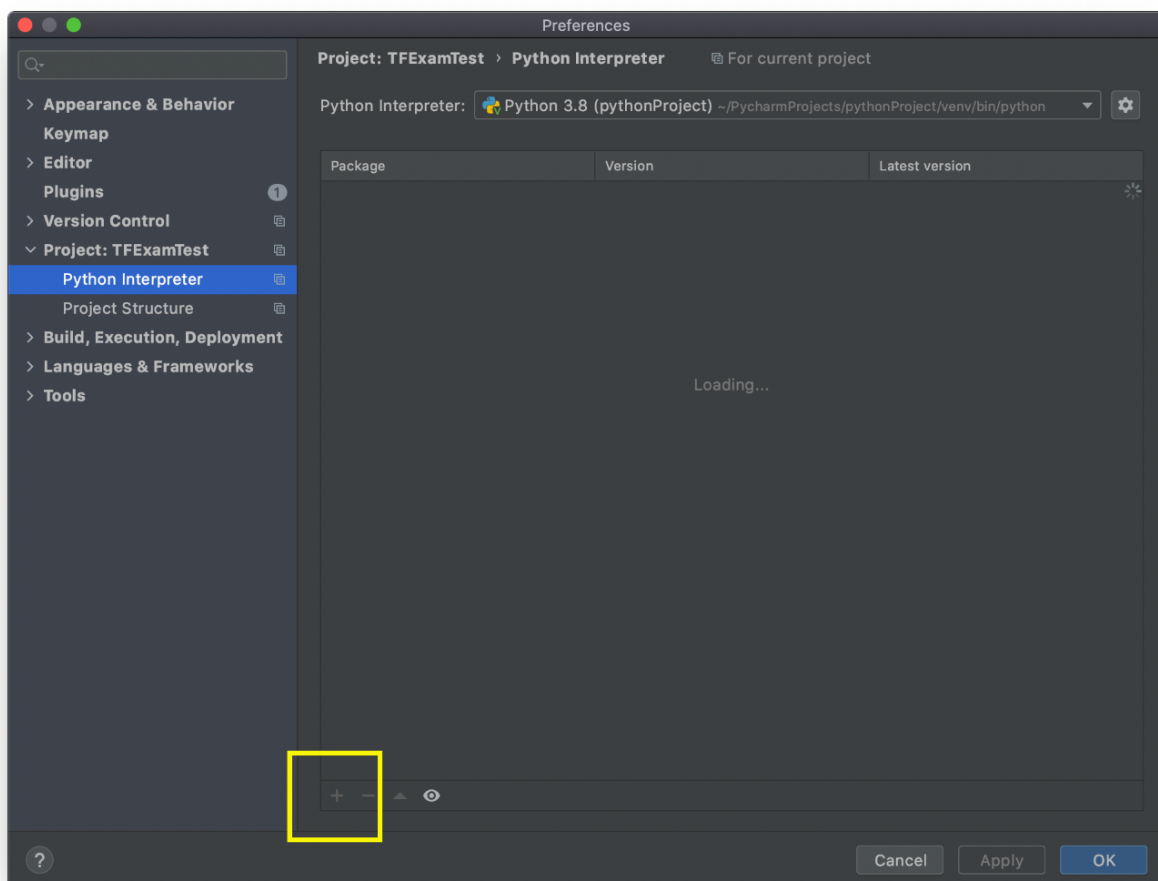 Preferences
Project: TFExamTest › Python Interpreter For current project
Python Interpreter: Python 3.8 (pythonProject) ~/PycharmProjects/pythonProject/venv/bin/python
Package Version Latest version
Loading...
Appearance & Behavior
Keymap
Editor
Plugins 1
Version Control
Project: TFExamTest
Python Interpreter
Project Structure
Build, Execution, Deployment
Languages & Frameworks
Tools
? Cancel Apply OK